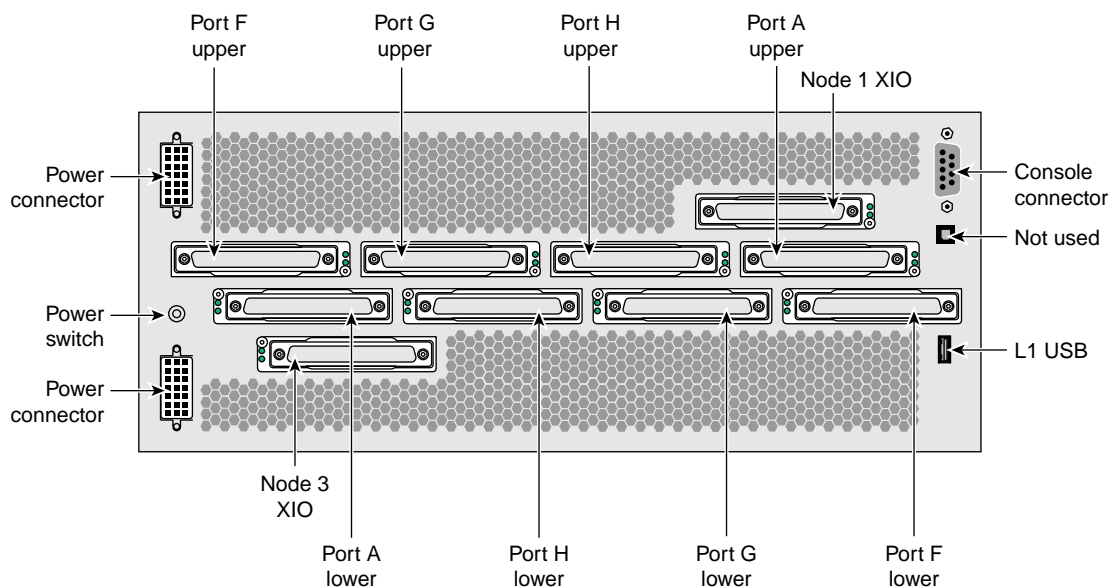 Port F
upper
Port G
upper
Port H
upper
Port A
upper
Node 1 XIO
Power
connector
Console
connector
Not used
Power
switch
L1 USB
Power
connector
Node 3
XIO
Port A
lower
Port H
lower
Port G
lower
Port F
lower